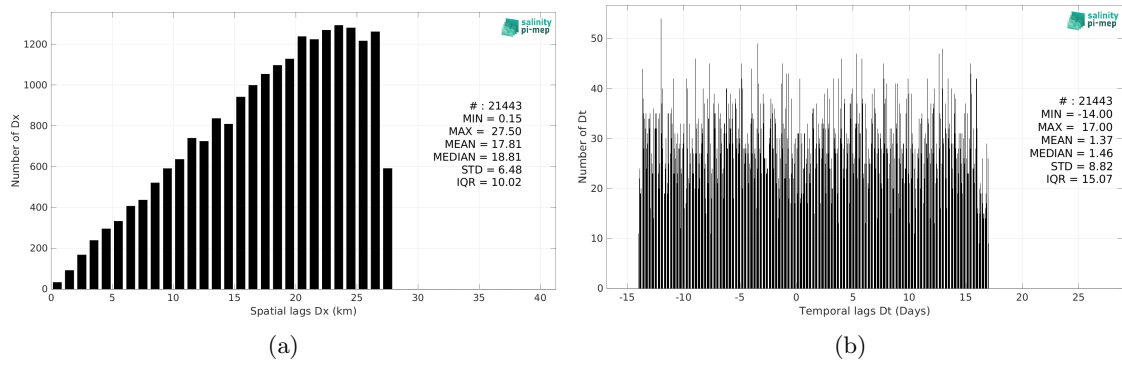 salinity
pi-mep
1200
1000
800
600
400
200
0
Number of Dx
# : 21443
MIN = 0.15
MAX = 27.50
MEAN = 17.81
MEDIAN = 18.81
STD = 6.48
IQR = 10.02
0 5 10 15 20 25 30 35 40
Spatial lags Dx (km)
(a)
salinity
pi-mep
50
40
30
20
10
0
Number of Dt
# : 21443
MIN = -14.00
MAX = 17.00
MEAN = 1.37
MEDIAN = 1.46
STD = 8.82
IQR = 15.07
-15 -10 -5 0 5 10 15 20 25
Temporal lags Dt (Days)
(b)